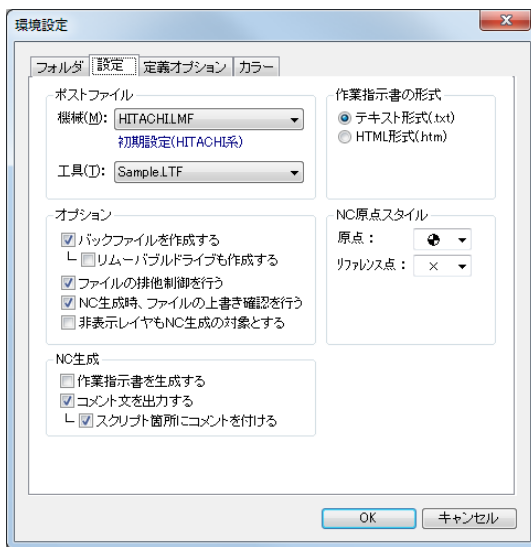 環境設定
フォルダ 設定 定義オプション カラー
ポストファイル
機械(M): HITACHI.LMF
初期設定(HITACHI系)
工具(T): Sample.LTF
作業指示書の形式
テキスト形式(.txt)
HTML形式(.htm)
オプション
バックファイルを作成する
リムーバブルドライブも作成する
ファイルの排他制御を行う
NC生成時、ファイルの上書き確認を行う
非表示レイヤもNC生成の対象とする
NC原点スタイル
原点:
リファレンス点:
NC生成
作業指示書を生成する
コメント文を出力する
スクリプト箇所にコメントを付ける
OK キャンセル